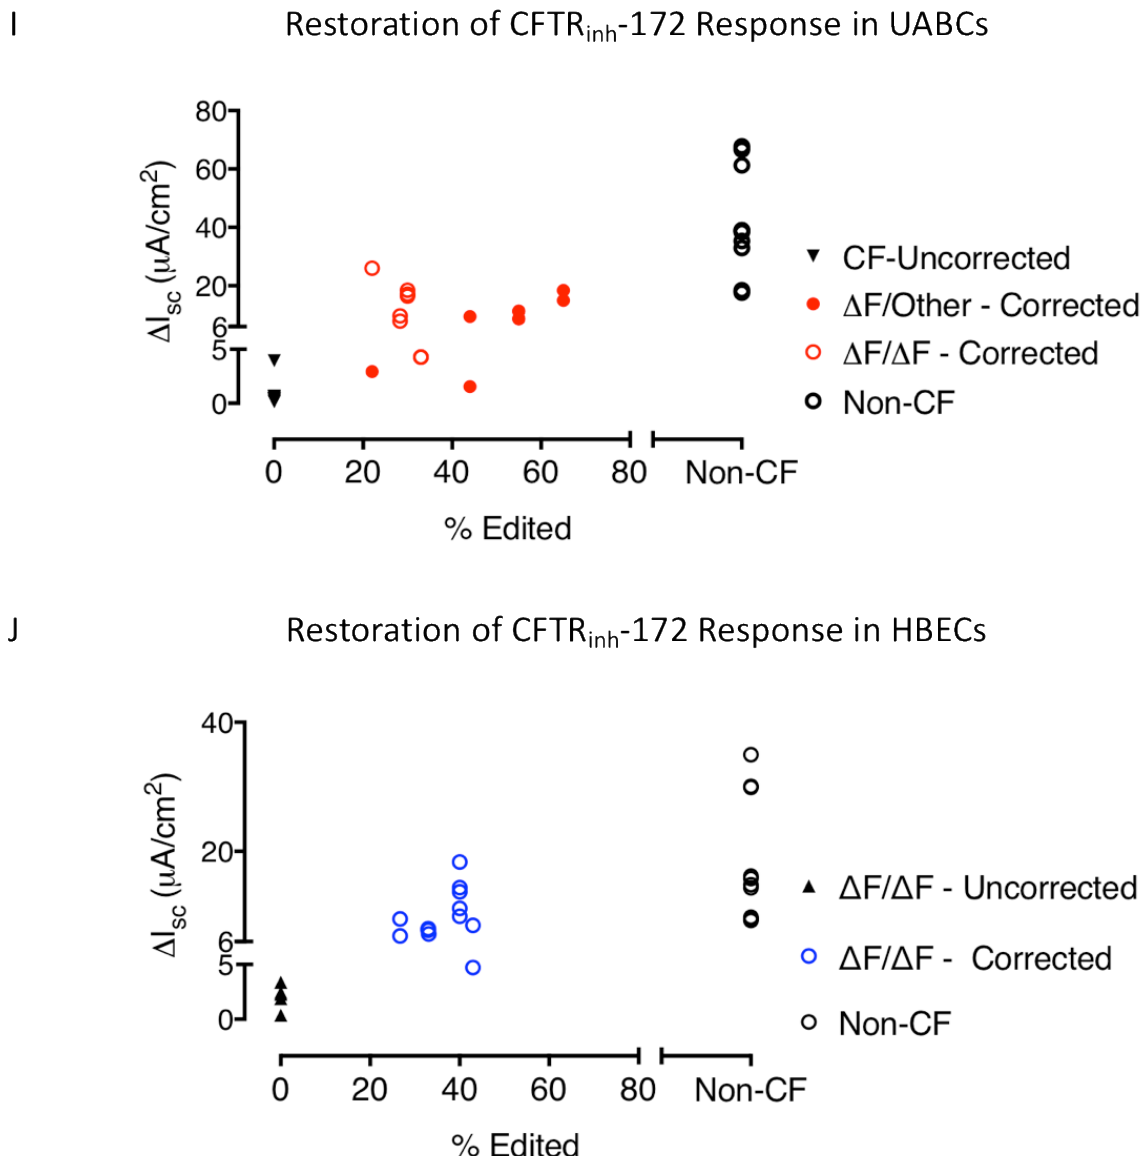 I
Restoration of CFTRinh-172 Response in UABCs
80
60
40
20
6
5
0
ΔIsc (µA/cm2)
0 20 40 60 80 Non-CF
% Edited
CF-Uncorrected
ΔF/Other - Corrected
ΔF/ΔF - Corrected
Non-CF
J
Restoration of CFTRinh-172 Response in HBECs
40
20
6
5
0
ΔIsc (µA/cm2)
0 20 40 60 80 Non-CF
% Edited
ΔF/ΔF - Uncorrected
ΔF/ΔF - Corrected
Non-CF